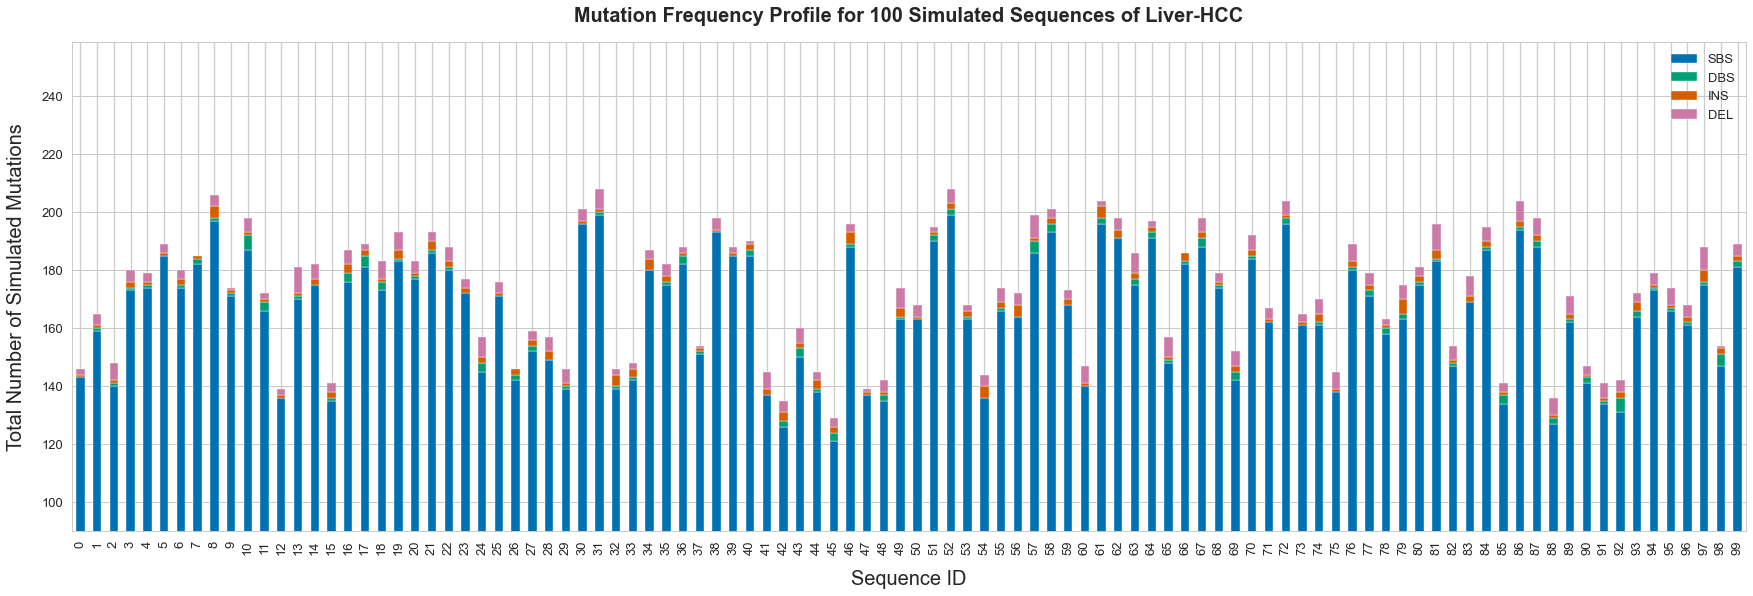 Mutation Frequency Profile for 100 Simulated Sequences of Liver-HCC
SBS
DBS
INS
DEL
Total Number of Simulated Mutations
240
220
200
180
160
140
120
100
0 1 2 3 4 5 6 7 8 9 10 11 12 13 14 15 16 17 18 19 20 21 22 23 24 25 26 27 28 29 30 31 32 33 34 35 36 37 38 39 40 41 42 43 44 45 46 47 48 49 50 51 52 53 54 55 56 57 58 59 60 61 62 63 64 65 66 67 68 69 70 71 72 73 74 75 76 77 78 79 80 81 82 83 84 85 86 87 88 89 90 91 92 93 94 95 96 97 98 99
Sequence ID